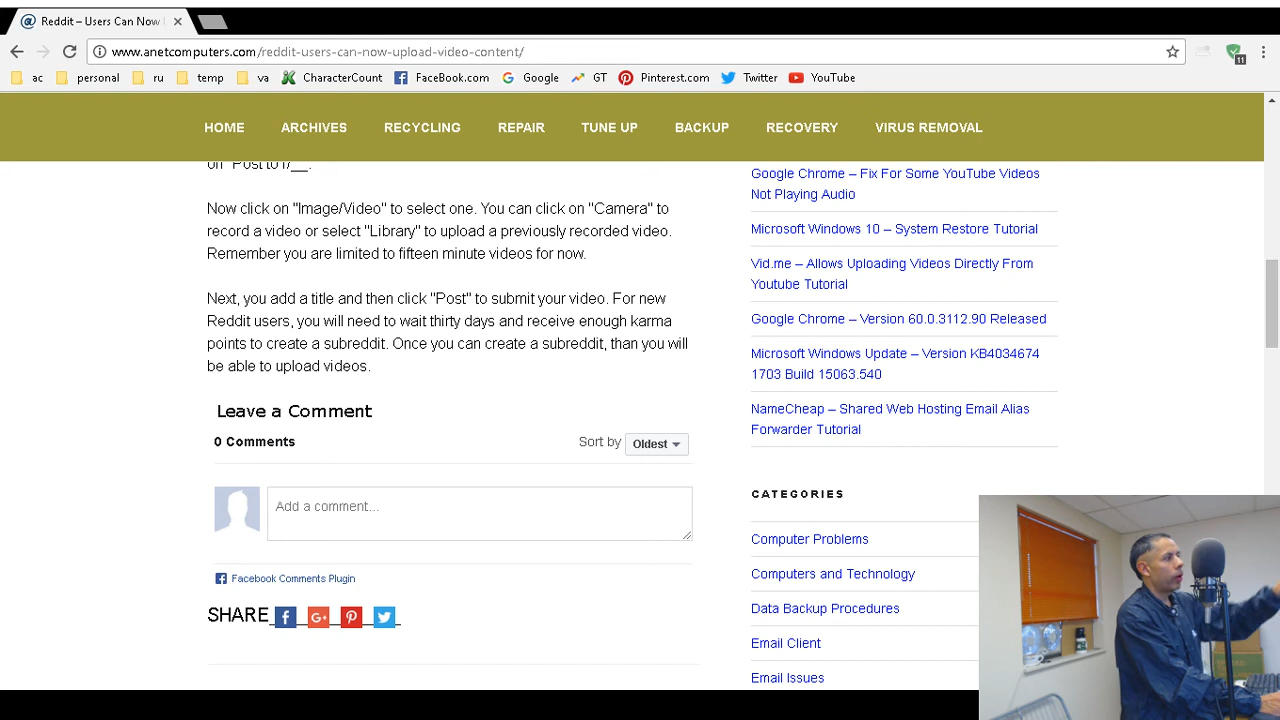 Reddit – Users Can Now
www.anetcomputers.com/reddit-users-can-now-upload-video-content/
ac personal ru temp va CharacterCount FaceBook.com Google GT Pinterest.com Twitter YouTube
11
HOME ARCHIVES RECYCLING REPAIR TUNE UP BACKUP RECOVERY VIRUS REMOVAL
on "Post to r/__.
Now click on "Image/Video" to select one. You can click on "Camera" to
record a video or select "Library" to upload a previously recorded video.
Remember you are limited to fifteen minute videos for now.
Next, you add a title and then click "Post" to submit your video. For new
Reddit users, you will need to wait thirty days and receive enough karma
points to create a subreddit. Once you can create a subreddit, than you will
be able to upload videos.
Leave a Comment
0 Comments
Sort by Oldest
Add a comment...
Facebook Comments Plugin
SHARE
Google Chrome – Fix For Some YouTube Videos
Not Playing Audio
Microsoft Windows 10 – System Restore Tutorial
Vid.me – Allows Uploading Videos Directly From
Youtube Tutorial
Google Chrome – Version 60.0.3112.90 Released
Microsoft Windows Update – Version KB4034674
1703 Build 15063.540
NameCheap – Shared Web Hosting Email Alias
Forwarder Tutorial
CATEGORIES
Computer Problems
Computers and Technology
Data Backup Procedures
Email Client
Email Issues